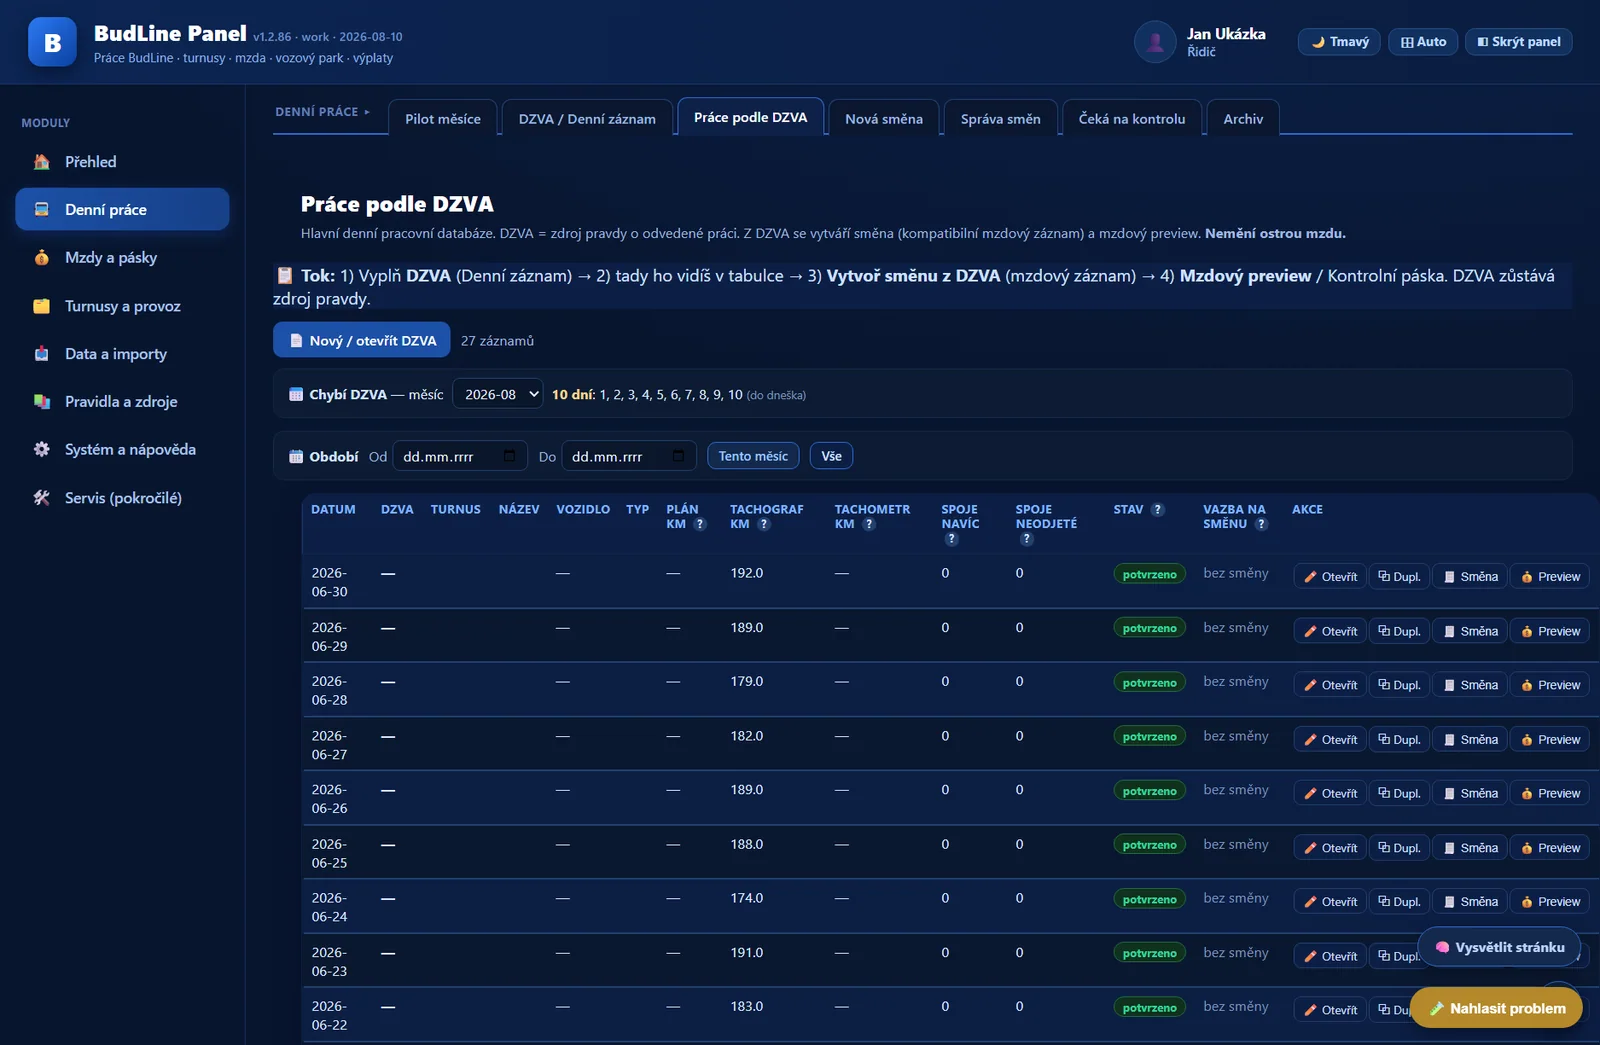 B
BudLine Panel v1.2.86 · work · 2026-08-10
Práce BudLine · turnusy · mzda · vozový park · výplaty
Jan Ukázka
Řidič
Tmavý
Auto
Skrýt panel
MODULY
Přehled
Denní práce
Mzdy a pásky
Turnusy a provoz
Data a importy
Pravidla a zdroje
Systém a nápověda
Servis (pokročilé)
DENNÍ PRÁCE ▸
Pilot měsíce
DZVA / Denní záznam
Práce podle DZVA
Nová směna
Správa směn
Čeká na kontrolu
Archiv
Práce podle DZVA
Hlavní denní pracovní databáze. DZVA = zdroj pravdy o odvedené práci. Z DZVA se vytváří směna (kompatibilní mzdový záznam) a mzdový preview. Nemění ostrou mzdu.
Tok: 1) Vyplň DZVA (Denní záznam) → 2) tady ho vidíš v tabulce → 3) Vytvoř směnu z DZVA (mzdový záznam) → 4) Mzdový preview / Kontrolní páska. DZVA zůstává
zdroj pravdy.
Nový / otevřít DZVA 27 záznamů
Chybí DZVA — měsíc 2026-08 10 dní: 1, 2, 3, 4, 5, 6, 7, 8, 9, 10 (do dneška)
Období Od dd.mm.rrrr Do dd.mm.rrrr Tento měsíc Vše
DATUM DZVA TURNUS NÁZEV VOZIDLO TYP PLÁN KM ? TACHOGRAF KM ? TACHOMETR KM ? SPOJE NAVÍC ? SPOJE NEODJETÉ ? STAV ? VAZBA NA SMĚNU ? AKCE
2026-06-30 — — — 192.0 — 0 0 potvrzeno bez směny Otevřít Dupl. Směna Preview
2026-06-29 — — — 189.0 — 0 0 potvrzeno bez směny Otevřít Dupl. Směna Preview
2026-06-28 — — — 179.0 — 0 0 potvrzeno bez směny Otevřít Dupl. Směna Preview
2026-06-27 — — — 182.0 — 0 0 potvrzeno bez směny Otevřít Dupl. Směna Preview
2026-06-26 — — — 189.0 — 0 0 potvrzeno bez směny Otevřít Dupl. Směna Preview
2026-06-25 — — — 188.0 — 0 0 potvrzeno bez směny Otevřít Dupl. Směna Preview
2026-06-24 — — — 174.0 — 0 0 potvrzeno bez směny Otevřít Dupl. Směna Preview
2026-06-23 — — — 191.0 — 0 0 potvrzeno bez směny Otevřít Dupl.
Vysvětlit stránku
2026-06-22 — — — 183.0 — 0 0 potvrzeno bez směny Otevřít
Nahlasit problem